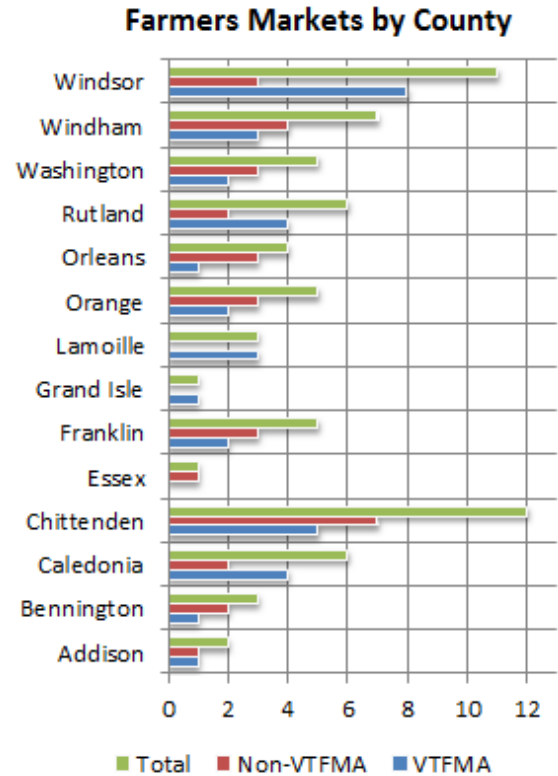 Farmers Markets by County
Windsor
Windham
Washington
Rutland
Orleans
Orange
Lamoille
Grand Isle
Franklin
Essex
Chittenden
Caledonia
Bennington
Addison
0 2 4 6 8 10 12
Total Non-VTFMA VTFMA